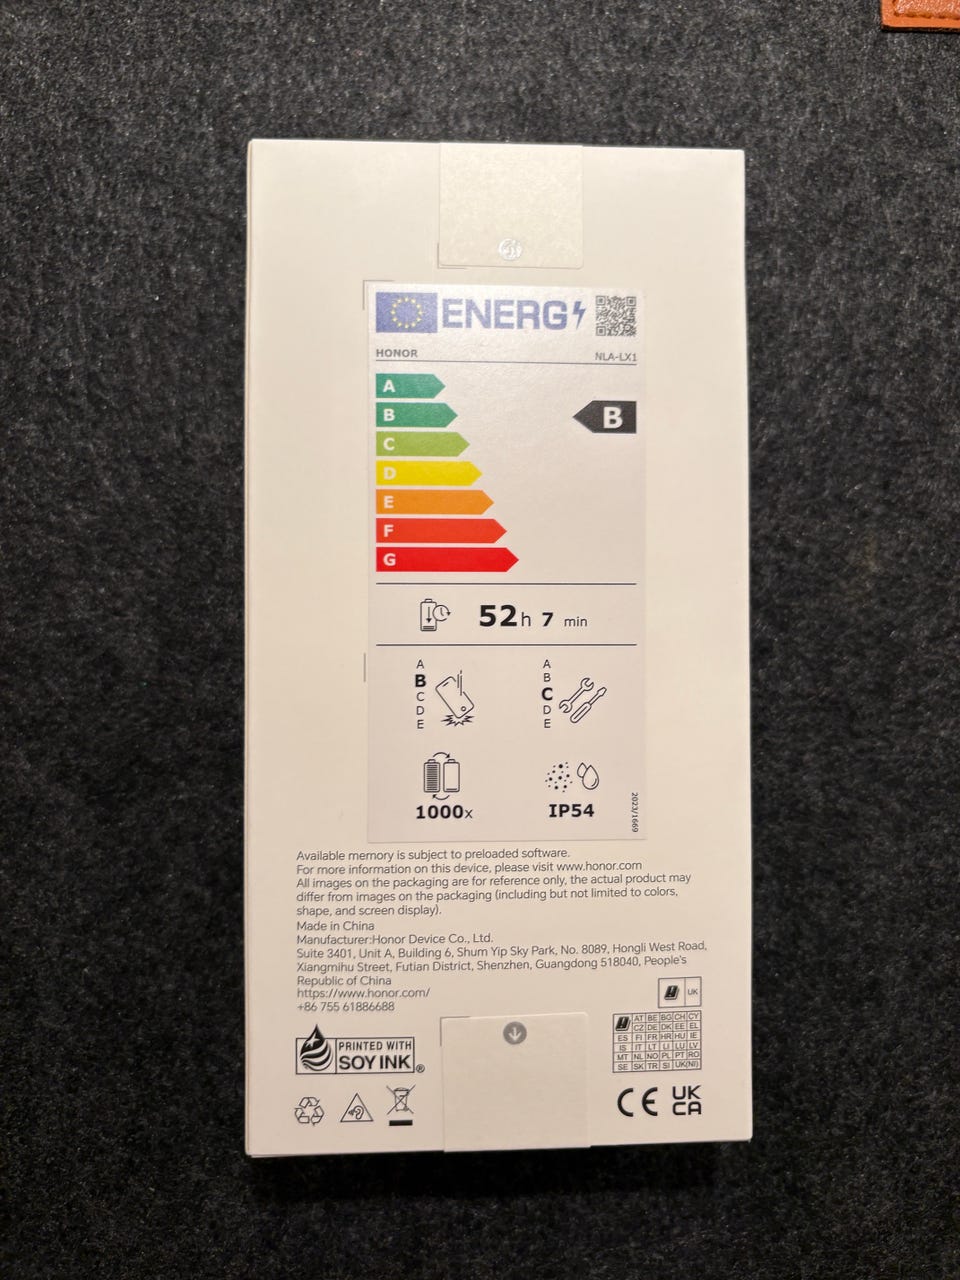 ENERG
HONOR NLA-LX1
A
B B
C
D
E
F
G
52h 7 min
A
B
C
D
E
A
B
C
D
E
1000x
IP54
2023/1669
Available memory is subject to preloaded software.
For more information on this device, please visit www.honor.com
All images on the packaging are for reference only, the actual product may
differ from images on the packaging (including but not limited to colors,
shape, and screen display).
Made in China
Manufacturer:Honor Device Co., Ltd.
Suite 3401, Unit A, Building 6, Shum Yip Sky Park, No. 8089, Hongli West Road,
Xiangmihu Street, Futian District, Shenzhen, Guangdong 518040, People's
Republic of China
https://www.honor.com/
+86 755 61886688
UK
AT BE BG CH CY
CZ DE DK EE EL
ES FI FR HR HU IE
IS IT LT LI LU LV
MT NL NO PL PT RO
SE SK TR SI UK(NI)
PRINTED WITH
SOY INK®
CE UK
CA